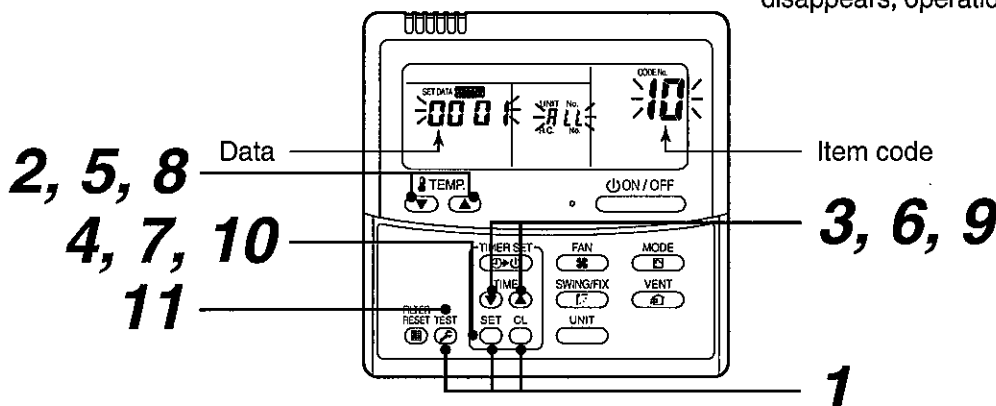 disappears, operatio
CODE No.
SET DATA
0001
UNIT No.
ALL
R.C. No.
10
Data
Item code
2, 5, 8
TEMP.
ON / OFF
4, 7, 10
3, 6, 9
TIMER SET
FAN
MODE
TIME
SWING/FIX
VENT
11
FILTER
RESET TEST
SET CL
UNIT
1